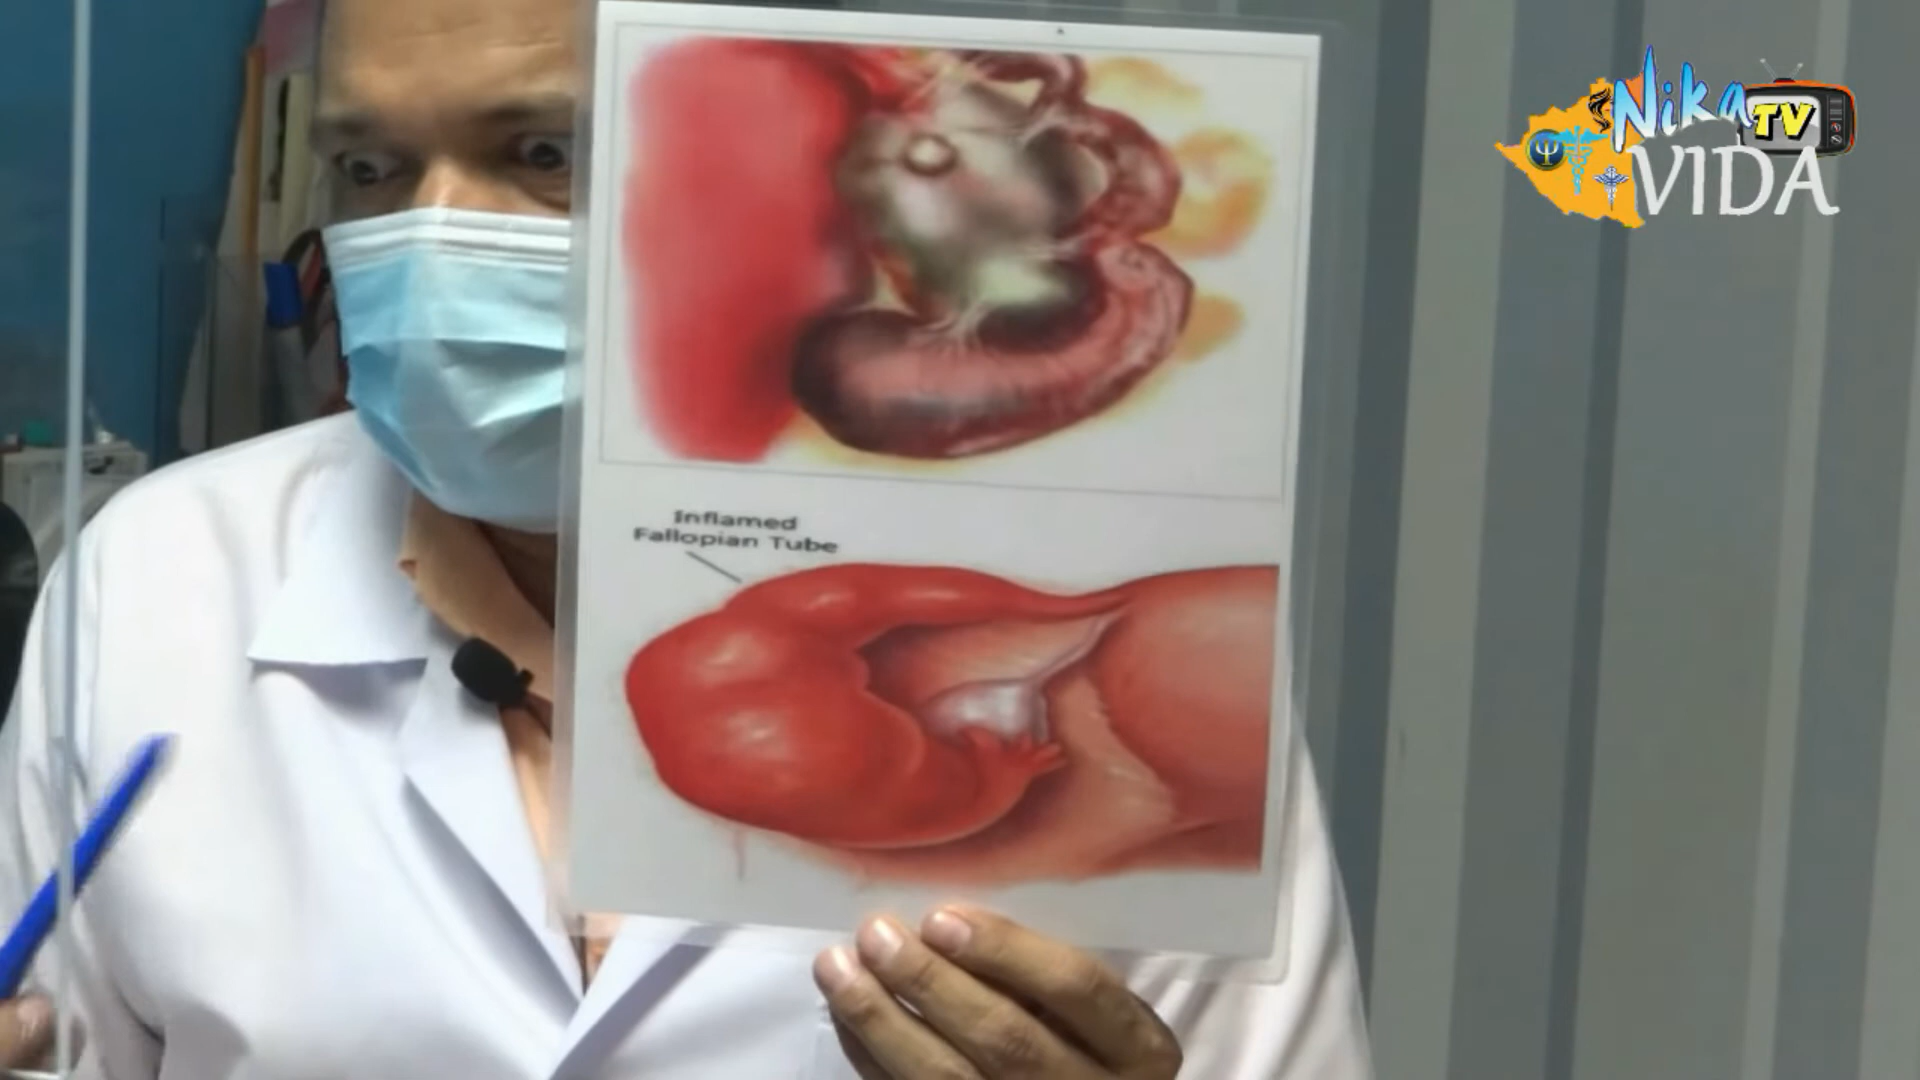 Nika TV
VIDA
Ψ
Inflamed
Fallopian Tube